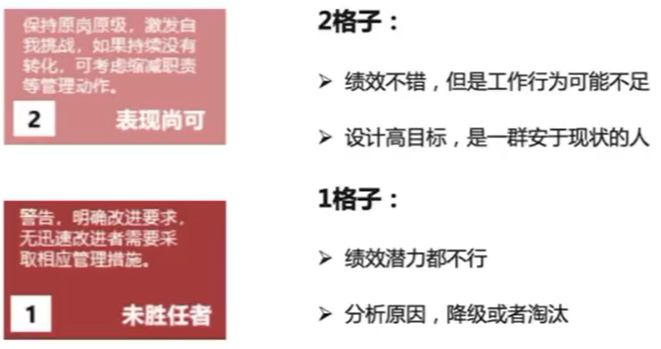 保持原岗原级，激发自
我挑战，如果持续没有
转化，可考虑缩减职责
等管理动作。
2 表现尚可
2格子：
➢ 绩效不错，但是工作行为可能不足
➢ 设计高目标，是一群安于现状的人
警告，明确改进要求，
无迅速改进者需要采
取相应管理措施。
1 未胜任者
1格子：
➢ 绩效潜力都不行
➢ 分析原因，降级或者淘汰